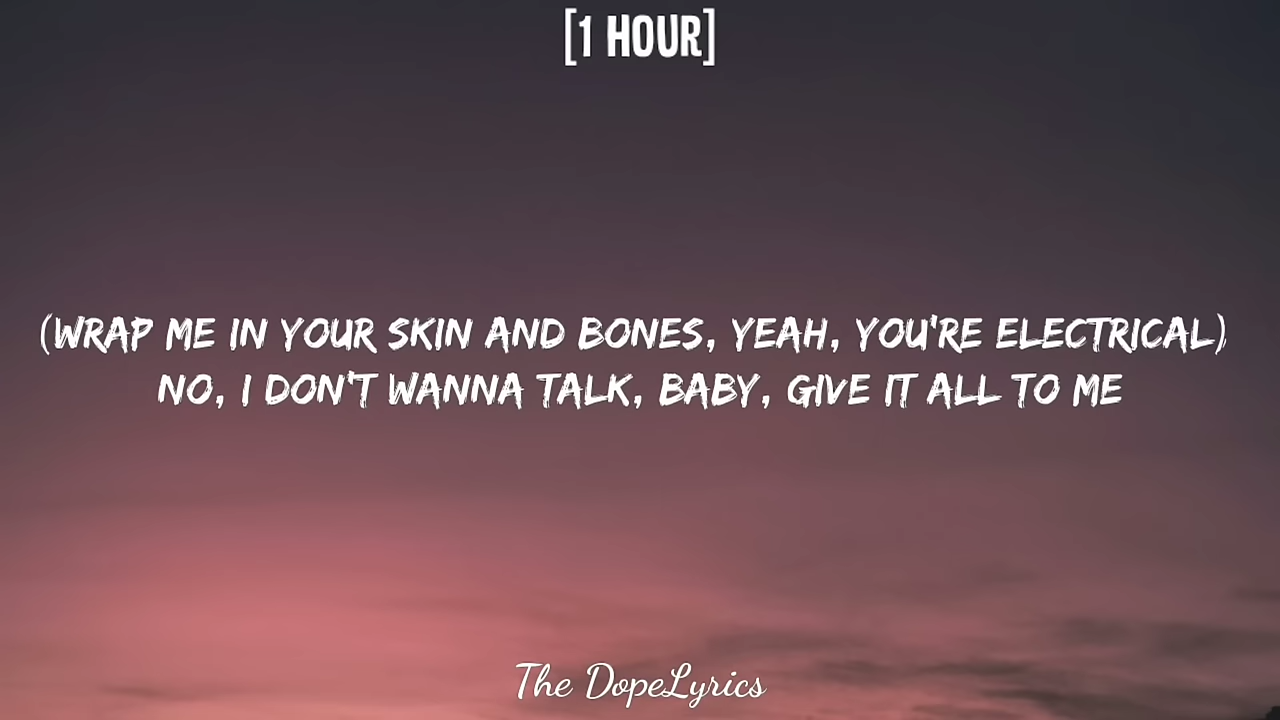 [1 HOUR]
(WRAP ME IN YOUR SKIN AND BONES, YEAH, YOU'RE ELECTRICAL)
NO, I DON'T WANNA TALK, BABY, GIVE IT ALL TO ME
The DopeLyrics